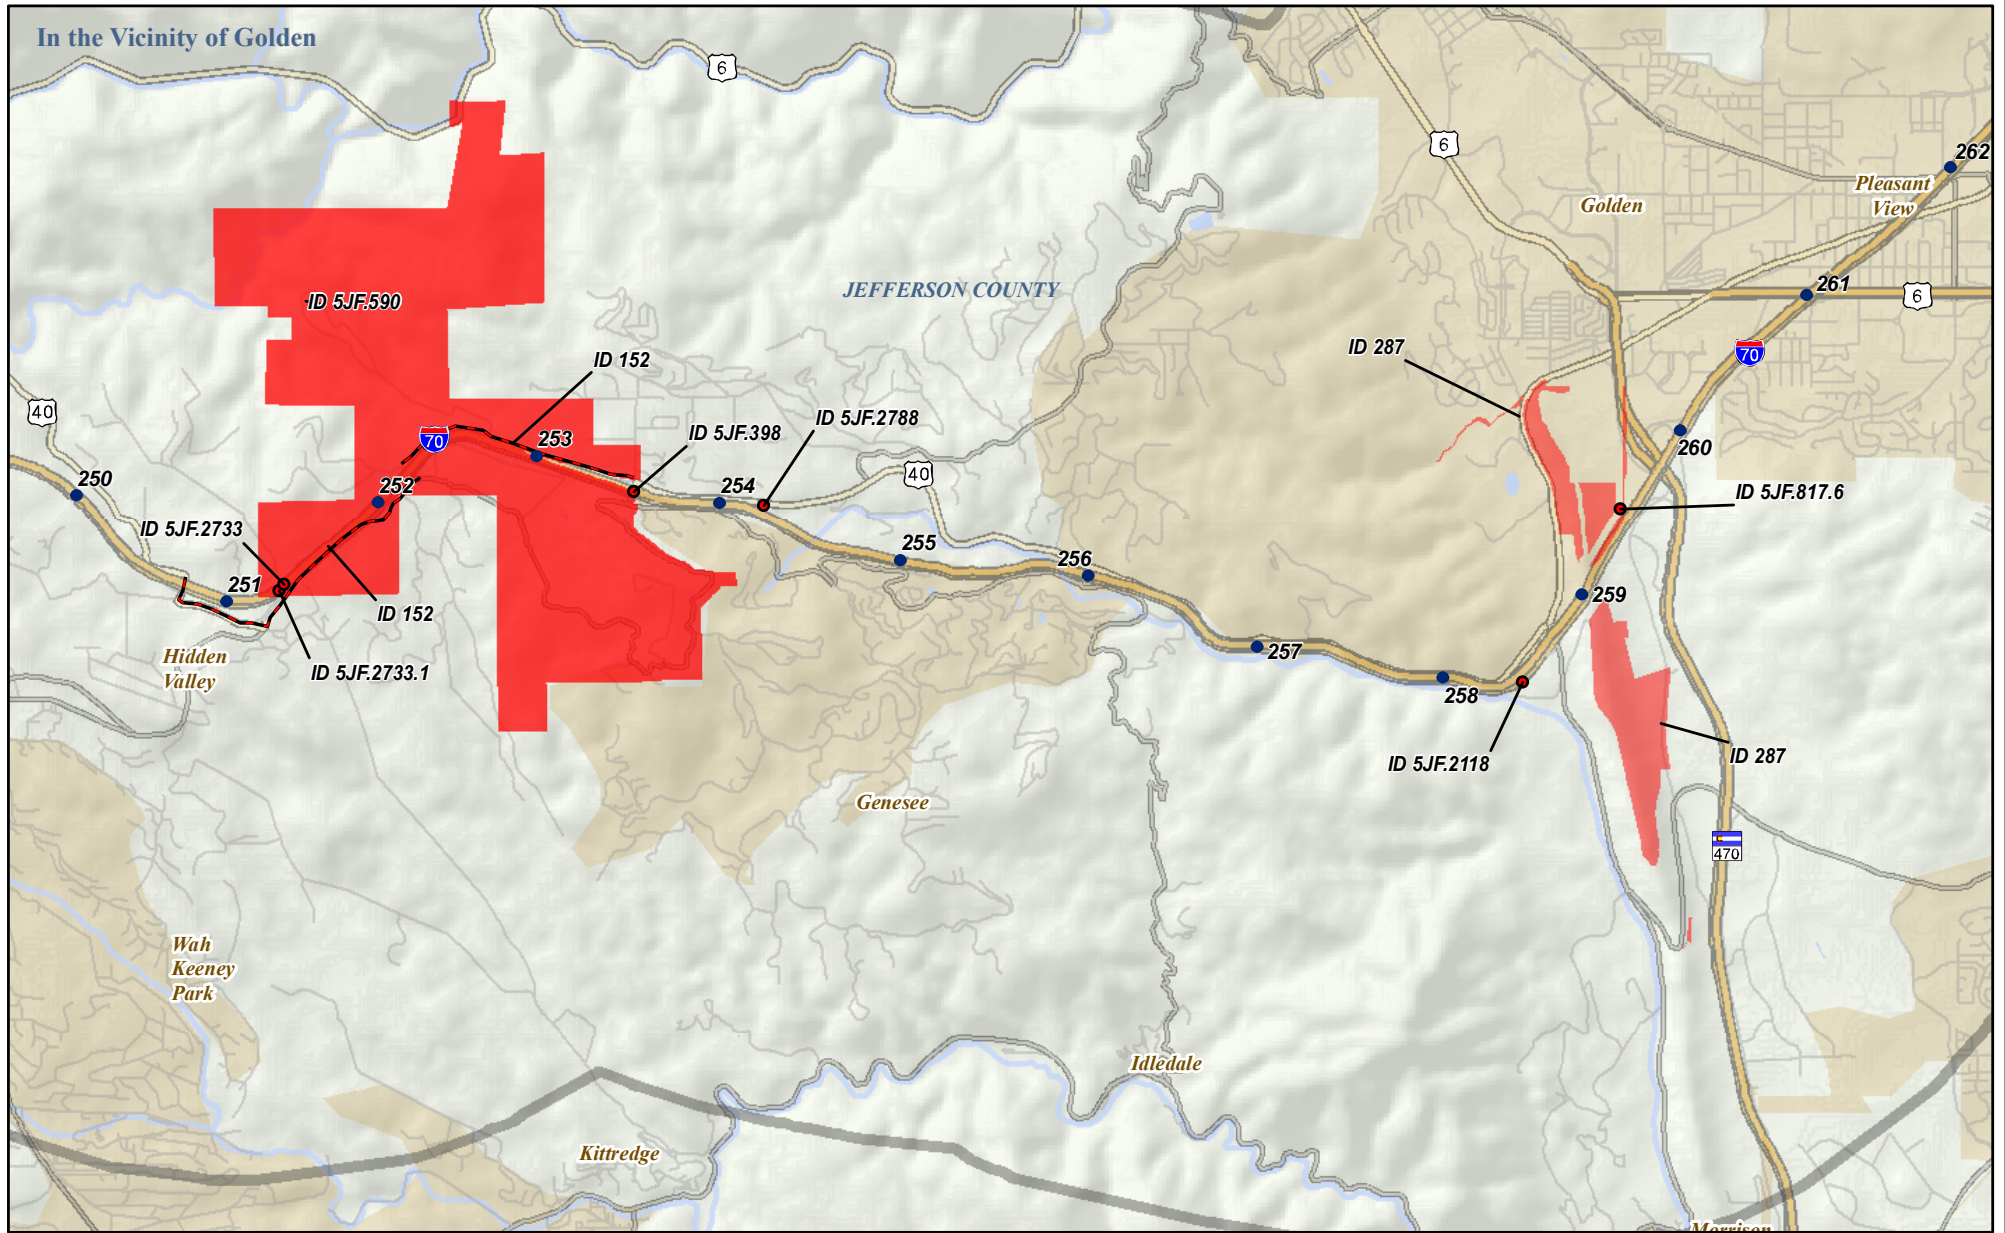 In the Vicinity of Golden
6
6
262
Pleasant
View
Golden
261
6
JEFFERSON COUNTY
ID 5JF.590
ID 287
70
ID 152
40
ID 5JF.2788
ID 5JF.398
70
253
260
40
250
252
254
ID 5JF.817.6
ID 5JF.2733
255
256
251
259
ID 152
257
Hidden
Valley
ID 5JF.2733.1
258
ID 5JF.2118
ID 287
Genesee
470
Wah
Keeney
Park
Idledale
Kittredge
Morrison